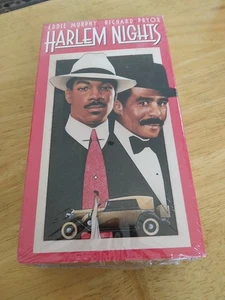 EDDIE MURPHY RICHARD PRYOR
HARLEM NIGHTS